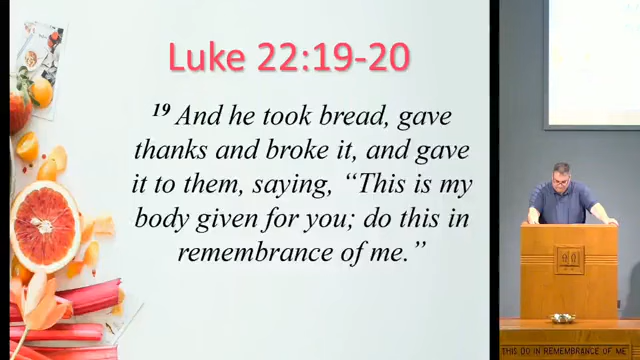 Luke 22:19-20
19 And he took bread, gave
thanks and broke it, and gave
it to them, saying, “This is my
body given for you; do this in
remembrance of me.”
THIS DO IN REMEMBRANCE OF ME